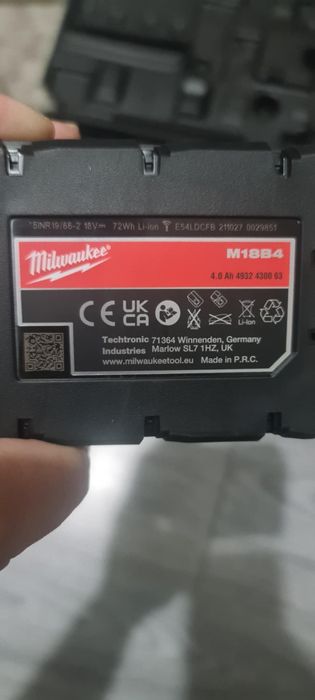 5INR19/66-2 18V⎓ 72Wh Li-Ion E54LDCFB 211027 0029851
Milwaukee®
M18B4
4.0 Ah 4932 4300 63
CE UK CA Li-Ion
Techtronic 71364 Winnenden, Germany
Industries Marlow SL7 1HZ, UK
www.milwaukeetool.eu Made in P.R.C.